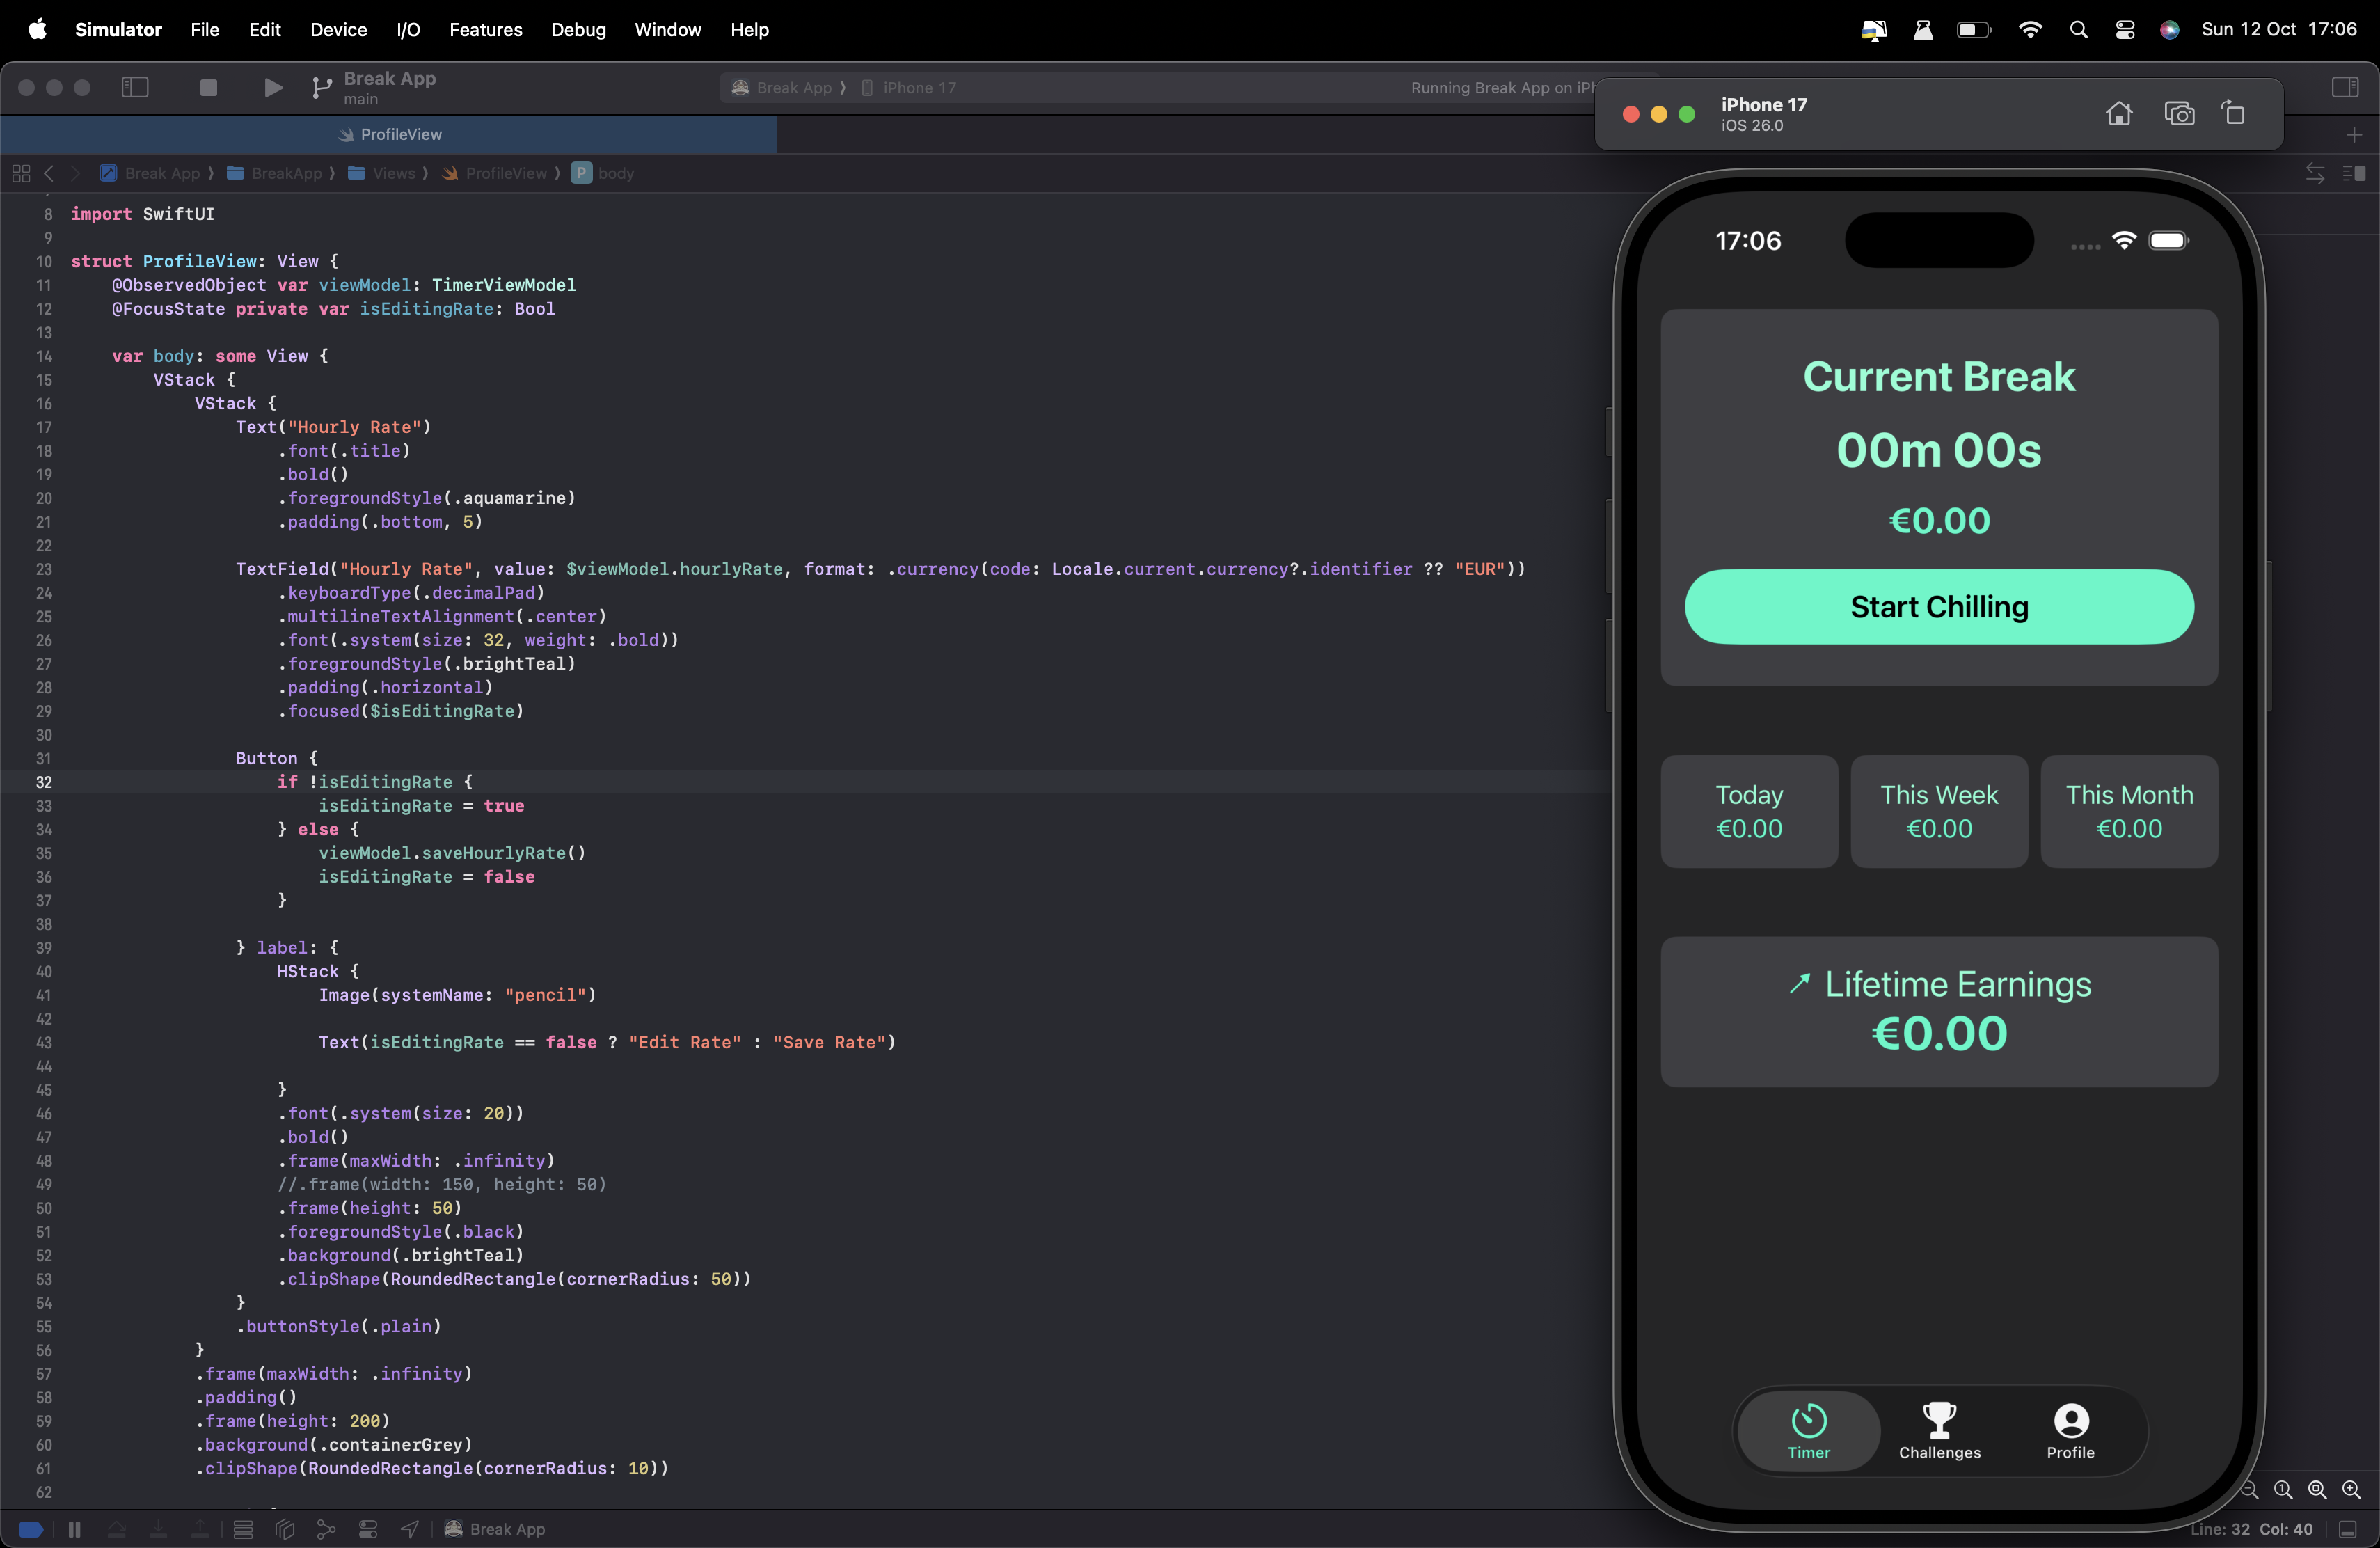 Simulator File Edit Device I/O Features Debug Window Help
Sun 12 Oct 17:06
Break App
main
Break App ⟩ iPhone 17
Running Break App on iPh
iPhone 17
iOS 26.0
ProfileView
Break App ⟩ BreakApp ⟩ Views ⟩ ProfileView ⟩ P body
8 import SwiftUI
9
10 struct ProfileView: View {
11 @ObservedObject var viewModel: TimerViewModel
12 @FocusState private var isEditingRate: Bool
13
14 var body: some View {
15 VStack {
16 VStack {
17 Text("Hourly Rate")
18 .font(.title)
19 .bold()
20 .foregroundStyle(.aquamarine)
21 .padding(.bottom, 5)
22
23 TextField("Hourly Rate", value: $viewModel.hourlyRate, format: .currency(code: Locale.current.currency?.identifier ?? "EUR"))
24 .keyboardType(.decimalPad)
25 .multilineTextAlignment(.center)
26 .font(.system(size: 32, weight: .bold))
27 .foregroundStyle(.brightTeal)
28 .padding(.horizontal)
29 .focused($isEditingRate)
30
31 Button {
32 if !isEditingRate {
33 isEditingRate = true
34 } else {
35 viewModel.saveHourlyRate()
36 isEditingRate = false
37 }
38
39 } label: {
40 HStack {
41 Image(systemName: "pencil")
42
43 Text(isEditingRate == false ? "Edit Rate" : "Save Rate")
44
45 }
46 .font(.system(size: 20))
47 .bold()
48 .frame(maxWidth: .infinity)
49 //.frame(width: 150, height: 50)
50 .frame(height: 50)
51 .foregroundStyle(.black)
52 .background(.brightTeal)
53 .clipShape(RoundedRectangle(cornerRadius: 50))
54 }
55 .buttonStyle(.plain)
56 }
57 .frame(maxWidth: .infinity)
58 .padding()
59 .frame(height: 200)
60 .background(.containerGrey)
61 .clipShape(RoundedRectangle(cornerRadius: 10))
62
17:06
Current Break
00m 00s
€0.00
Start Chilling
Today This Week This Month
€0.00 €0.00 €0.00
Lifetime Earnings
€0.00
Timer Challenges Profile
Break App
Line: 32 Col: 40